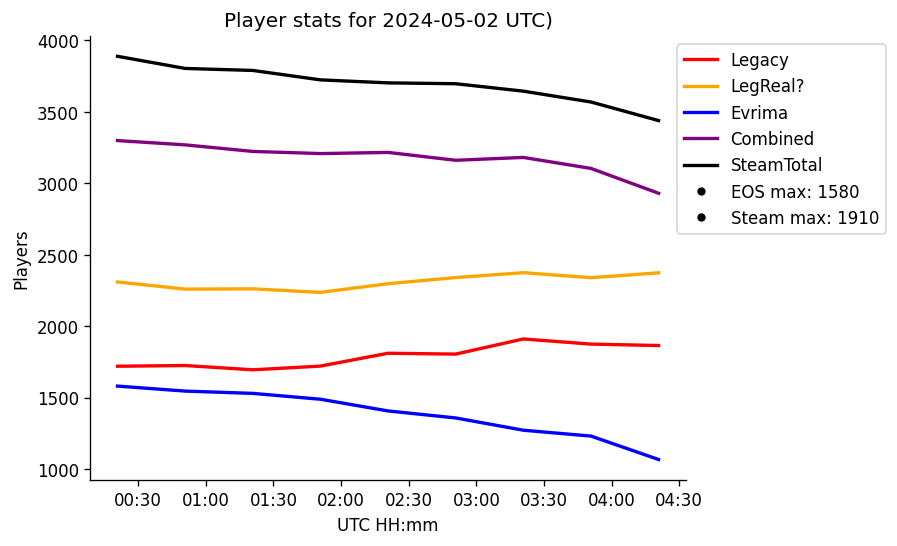 Player stats for 2024-05-02 UTC)
4000
3500
3000
2500
2000
1500
1000
Players
00:30 01:00 01:30 02:00 02:30 03:00 03:30 04:00 04:30
UTC HH:mm
Legacy
LegReal?
Evrima
Combined
SteamTotal
EOS max: 1580
Steam max: 1910